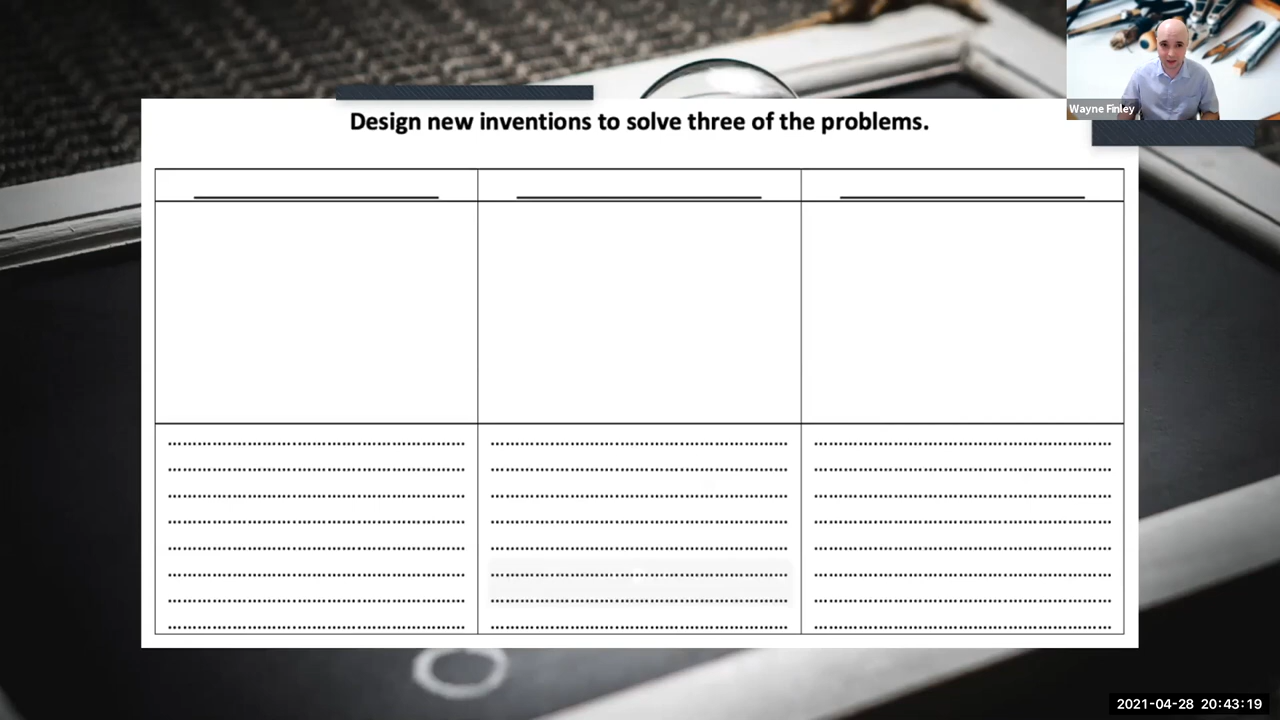 Design new inventions to solve three of the problems.
Wayne Finley
2021-04-28 20:43:19